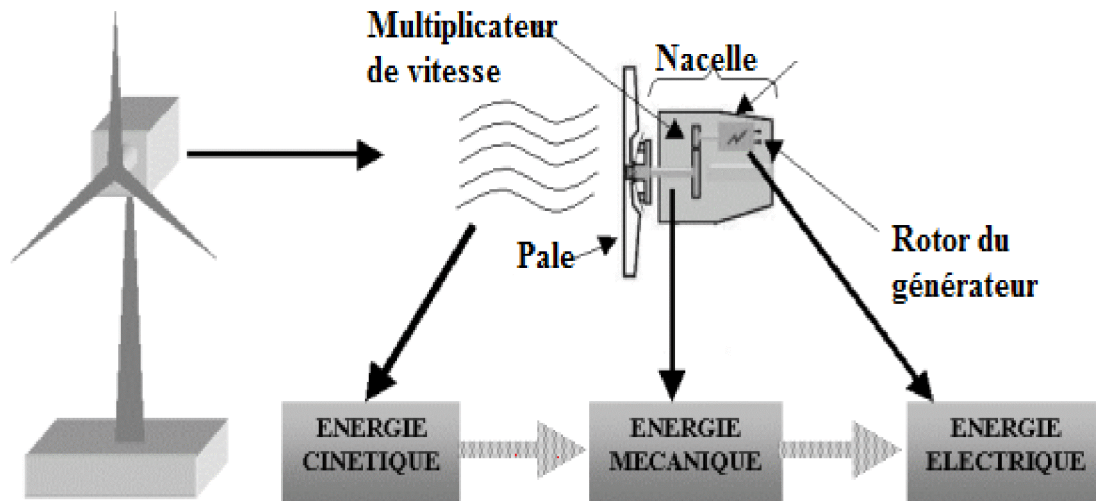 Multiplicateur
de vitesse
Nacelle
Pale
Rotor du
générateur
ENERGIE
CINETIQUE
ENERGIE
MECANIQUE
ENERGIE
ELECTRIQUE